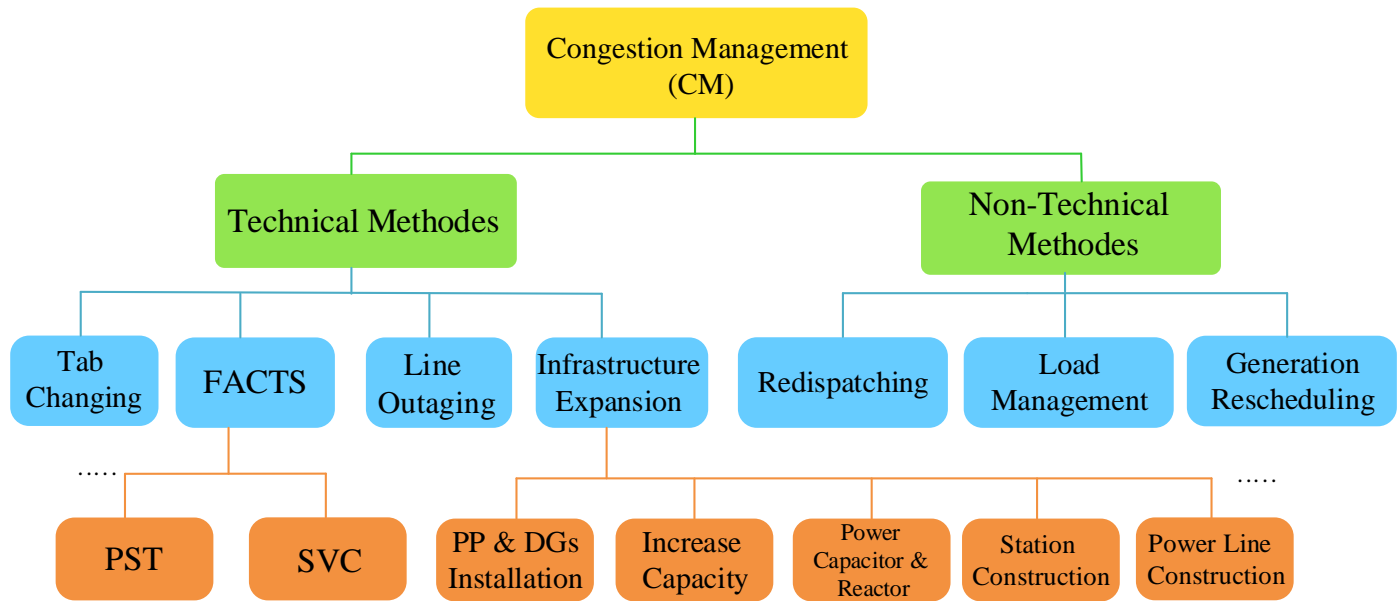 Congestion Management
(CM)
Technical Methodes
Non-Technical
Methodes
Tab
Changing
FACTS
Line
Outaging
Infrastructure
Expansion
Redispatching
Load
Management
Generation
Rescheduling
.....
.....
PST
SVC
PP & DGs
Installation
Increase
Capacity
Power
Capacitor &
Reactor
Station
Construction
Power Line
Construction